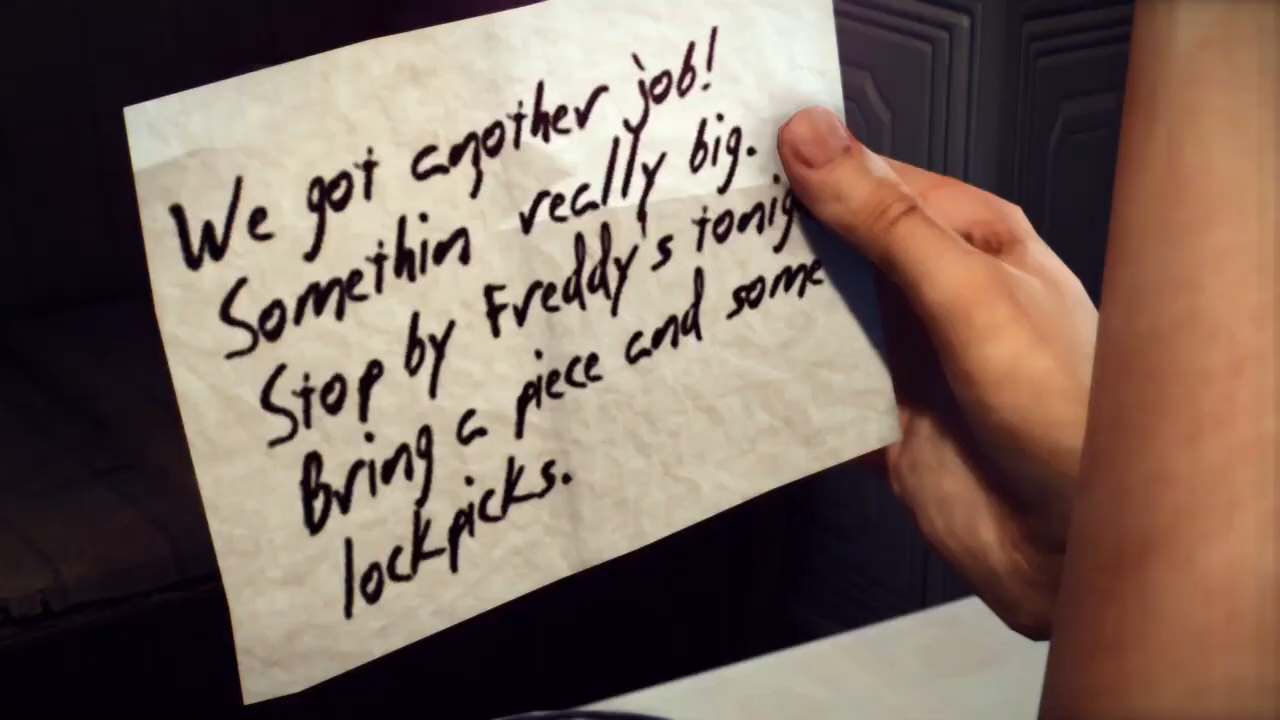 We got another job!
Somethin really big.
Stop by Freddy's
Bring a piece and some
lockpicks.